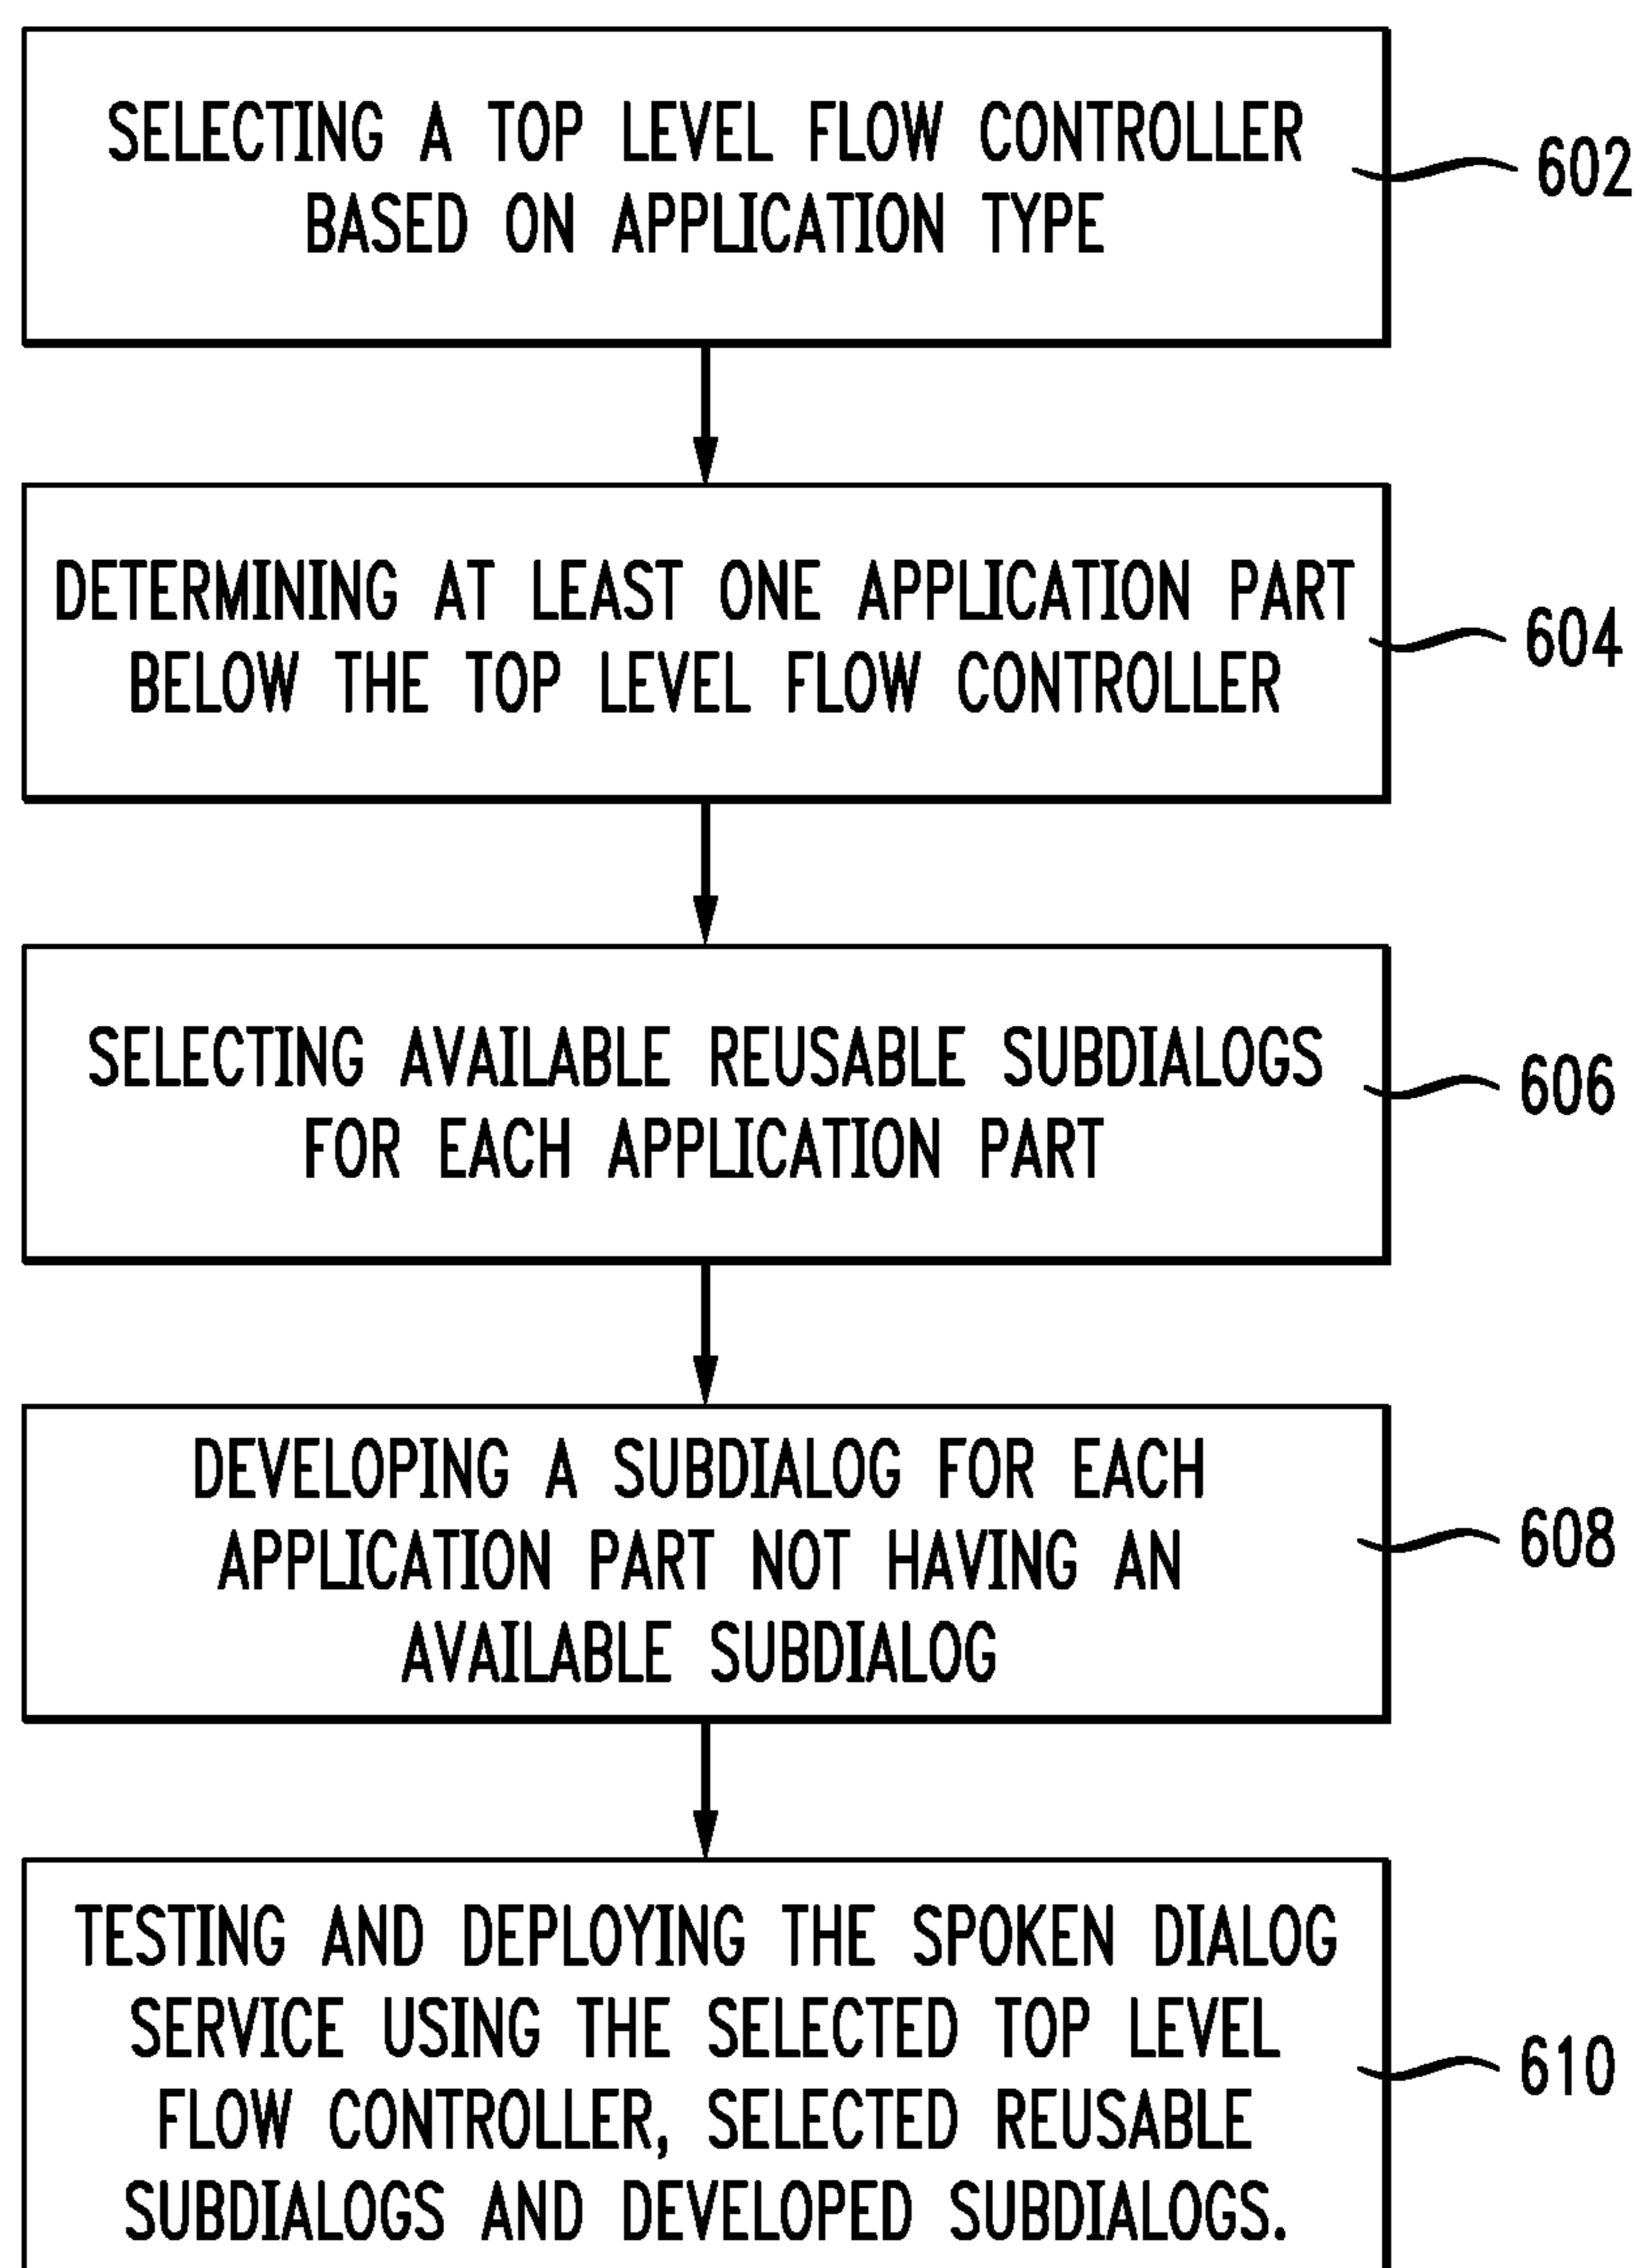 SELECTING A TOP LEVEL FLOW CONTROLLER
BASED ON APPLICATION TYPE
602
DETERMINING AT LEAST ONE APPLICATION PART
BELOW THE TOP LEVEL FLOW CONTROLLER
604
SELECTING AVAILABLE REUSABLE SUBDIALOGS
FOR EACH APPLICATION PART
606
DEVELOPING A SUBDIALOG FOR EACH
APPLICATION PART NOT HAVING AN
AVAILABLE SUBDIALOG
608
TESTING AND DEPLOYING THE SPOKEN DIALOG
SERVICE USING THE SELECTED TOP LEVEL
FLOW CONTROLLER, SELECTED REUSABLE
SUBDIALOGS AND DEVELOPED SUBDIALOGS.
610